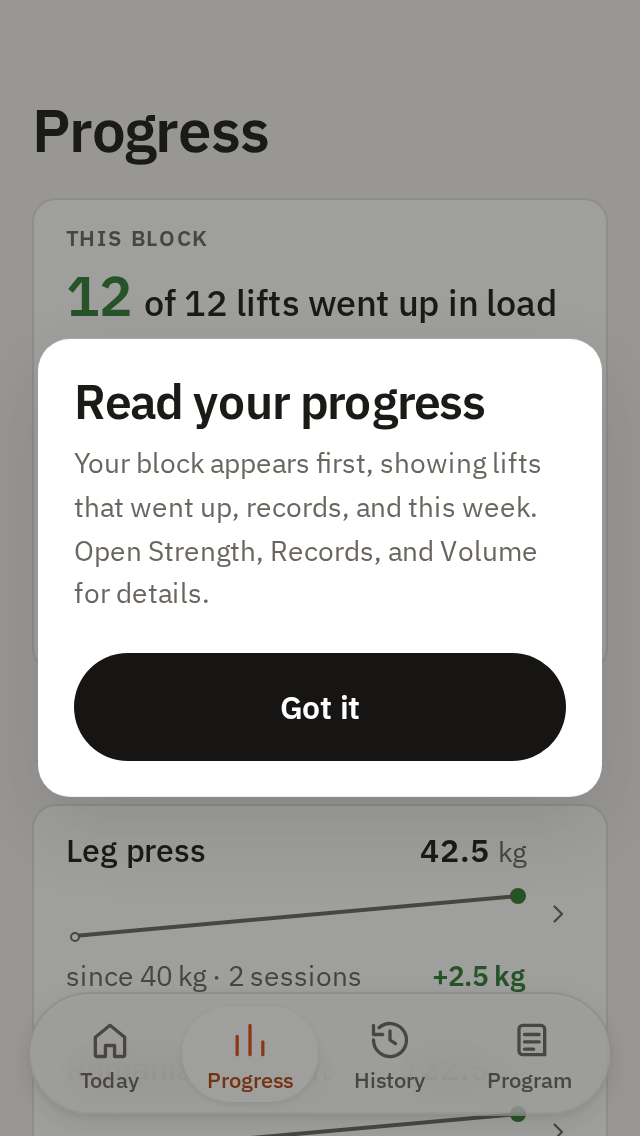 Progress
THIS BLOCK
12 of 12 lifts went up in load
Read your progress
Your block appears first, showing lifts
that went up, records, and this week.
Open Strength, Records, and Volume
for details.
Got it
Leg press 42.5 kg
since 40 kg · 2 sessions +2.5 kg
Today Progress History Program